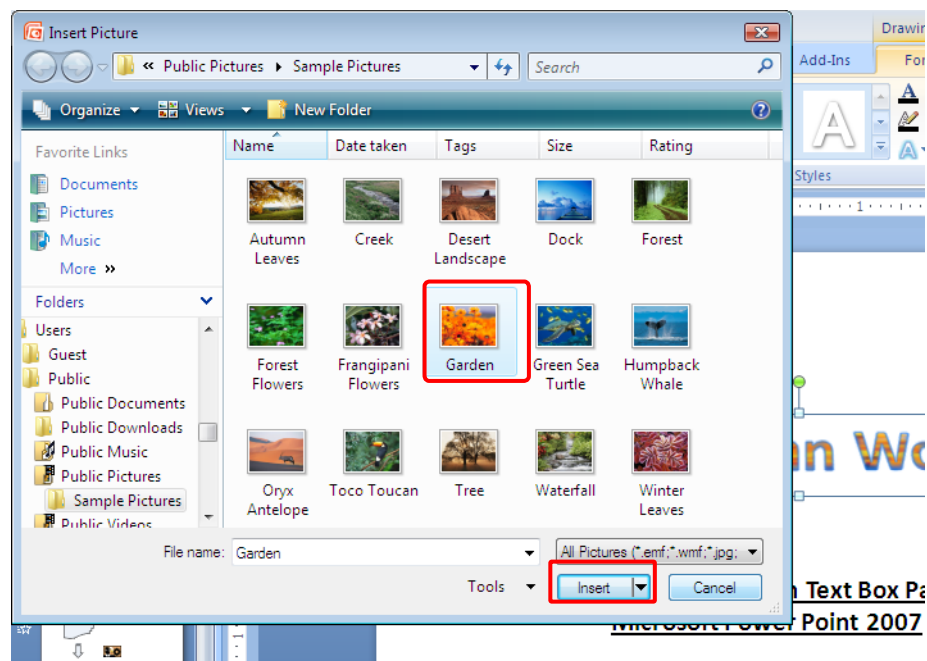 Insert Picture
Drawin
« Public Pictures ▸ Sample Pictures
Search
Add-Ins
For
Organize Views New Folder
Favorite Links
Name Date taken Tags Size Rating
Styles
Documents
Pictures
Music
More »
Autumn Leaves
Creek
Desert Landscape
Dock
Forest
1
Folders
Users
Guest
Public
Public Documents
Public Downloads
Public Music
Public Pictures
Sample Pictures
Public Videos
Forest Flowers
Frangipani Flowers
Garden
Green Sea Turtle
Humpback Whale
Oryx Antelope
Toco Toucan
Tree
Waterfall
Winter Leaves
File name: Garden
All Pictures (*.emf;*.wmf;*.jpg;
Tools Insert Cancel
n Wo
n Text Box Pa
Microsoft Power Point 2007